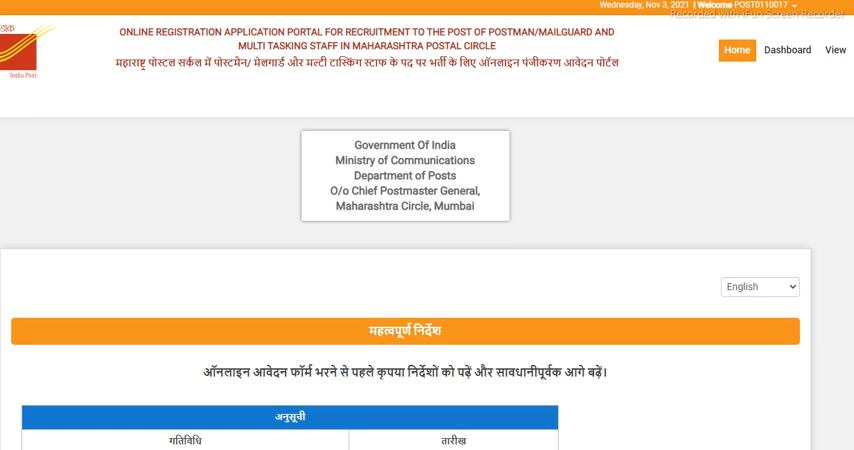 Wednesday, Nov 3, 2021 | Welcome POST0110017
Recorded with iFun Screen Recorder
डाक
India Post
ONLINE REGISTRATION APPLICATION PORTAL FOR RECRUITMENT TO THE POST OF POSTMAN/MAILGUARD AND
MULTI TASKING STAFF IN MAHARASHTRA POSTAL CIRCLE
महाराष्ट्र पोस्टल सर्कल में पोस्टमैन/ मेलगार्ड और मल्टी टास्किंग स्टाफ के पद पर भर्ती के लिए ऑनलाइन पंजीकरण आवेदन पोर्टल
Home Dashboard View
Government Of India
Ministry of Communications
Department of Posts
O/o Chief Postmaster General,
Maharashtra Circle, Mumbai
English
महत्वपूर्ण निर्देश
ऑनलाइन आवेदन फॉर्म भरने से पहले कृपया निर्देशों को पढ़ें और सावधानीपूर्वक आगे बढ़ें।
अनुसूची
गतिविधि तारीख